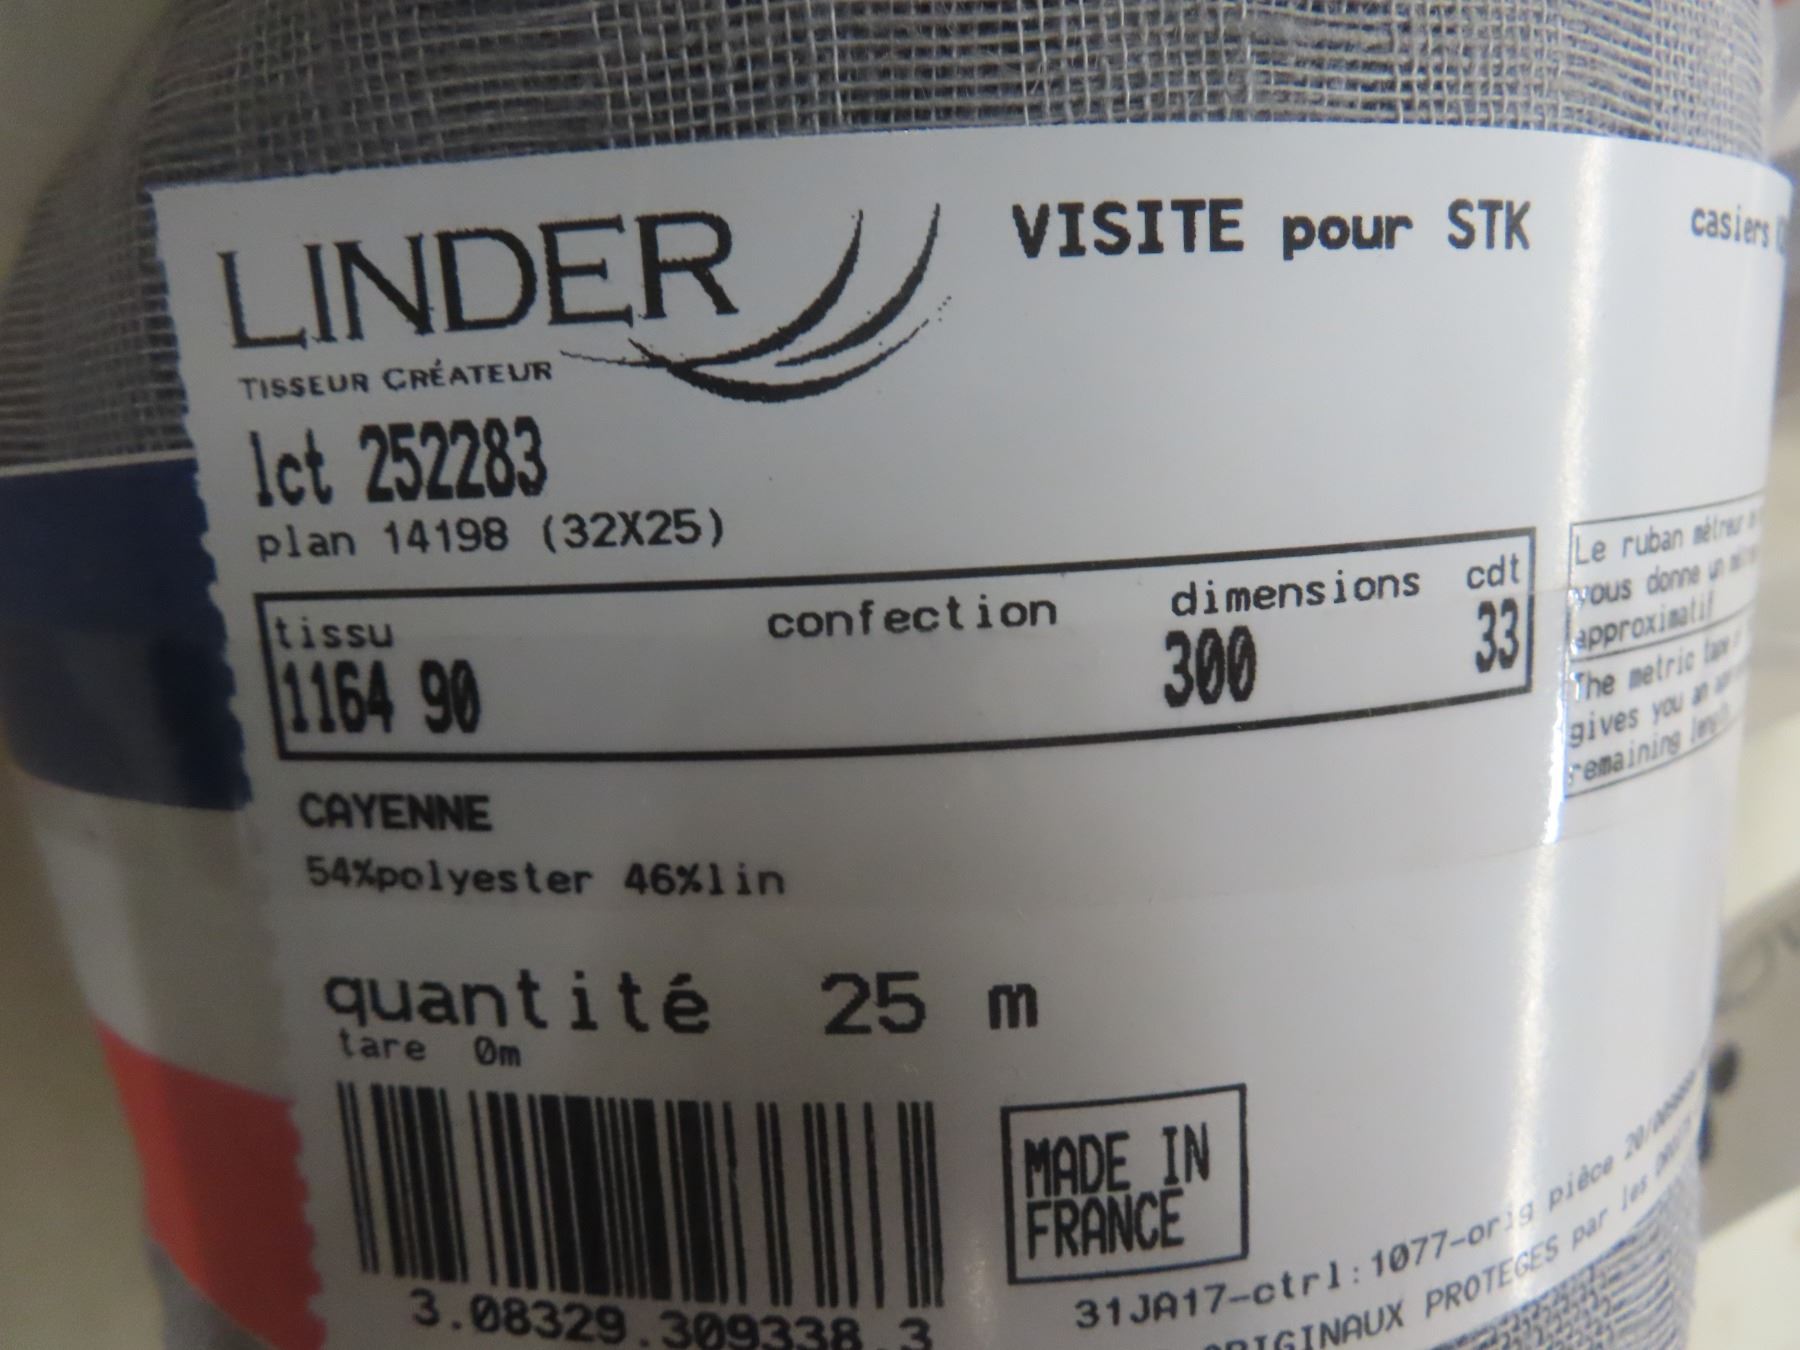 LINDER
TISSEUR CRÉATEUR
VISITE pour STK
casiers
lct 252283
plan 14198 (32X25)
tissu confection dimensions cdt
1164 90 300 33
Le ruban métreur
vous donne un
approximatif
The metric tape
gives you an
remaining
CAYENNE
54%polyester 46%lin
quantité 25 m
tare 0m
MADE IN
FRANCE
3.08329.309338.3
31JA17-ctrl:1077-orig pièce
ORIGINAUX PROTEGES par les